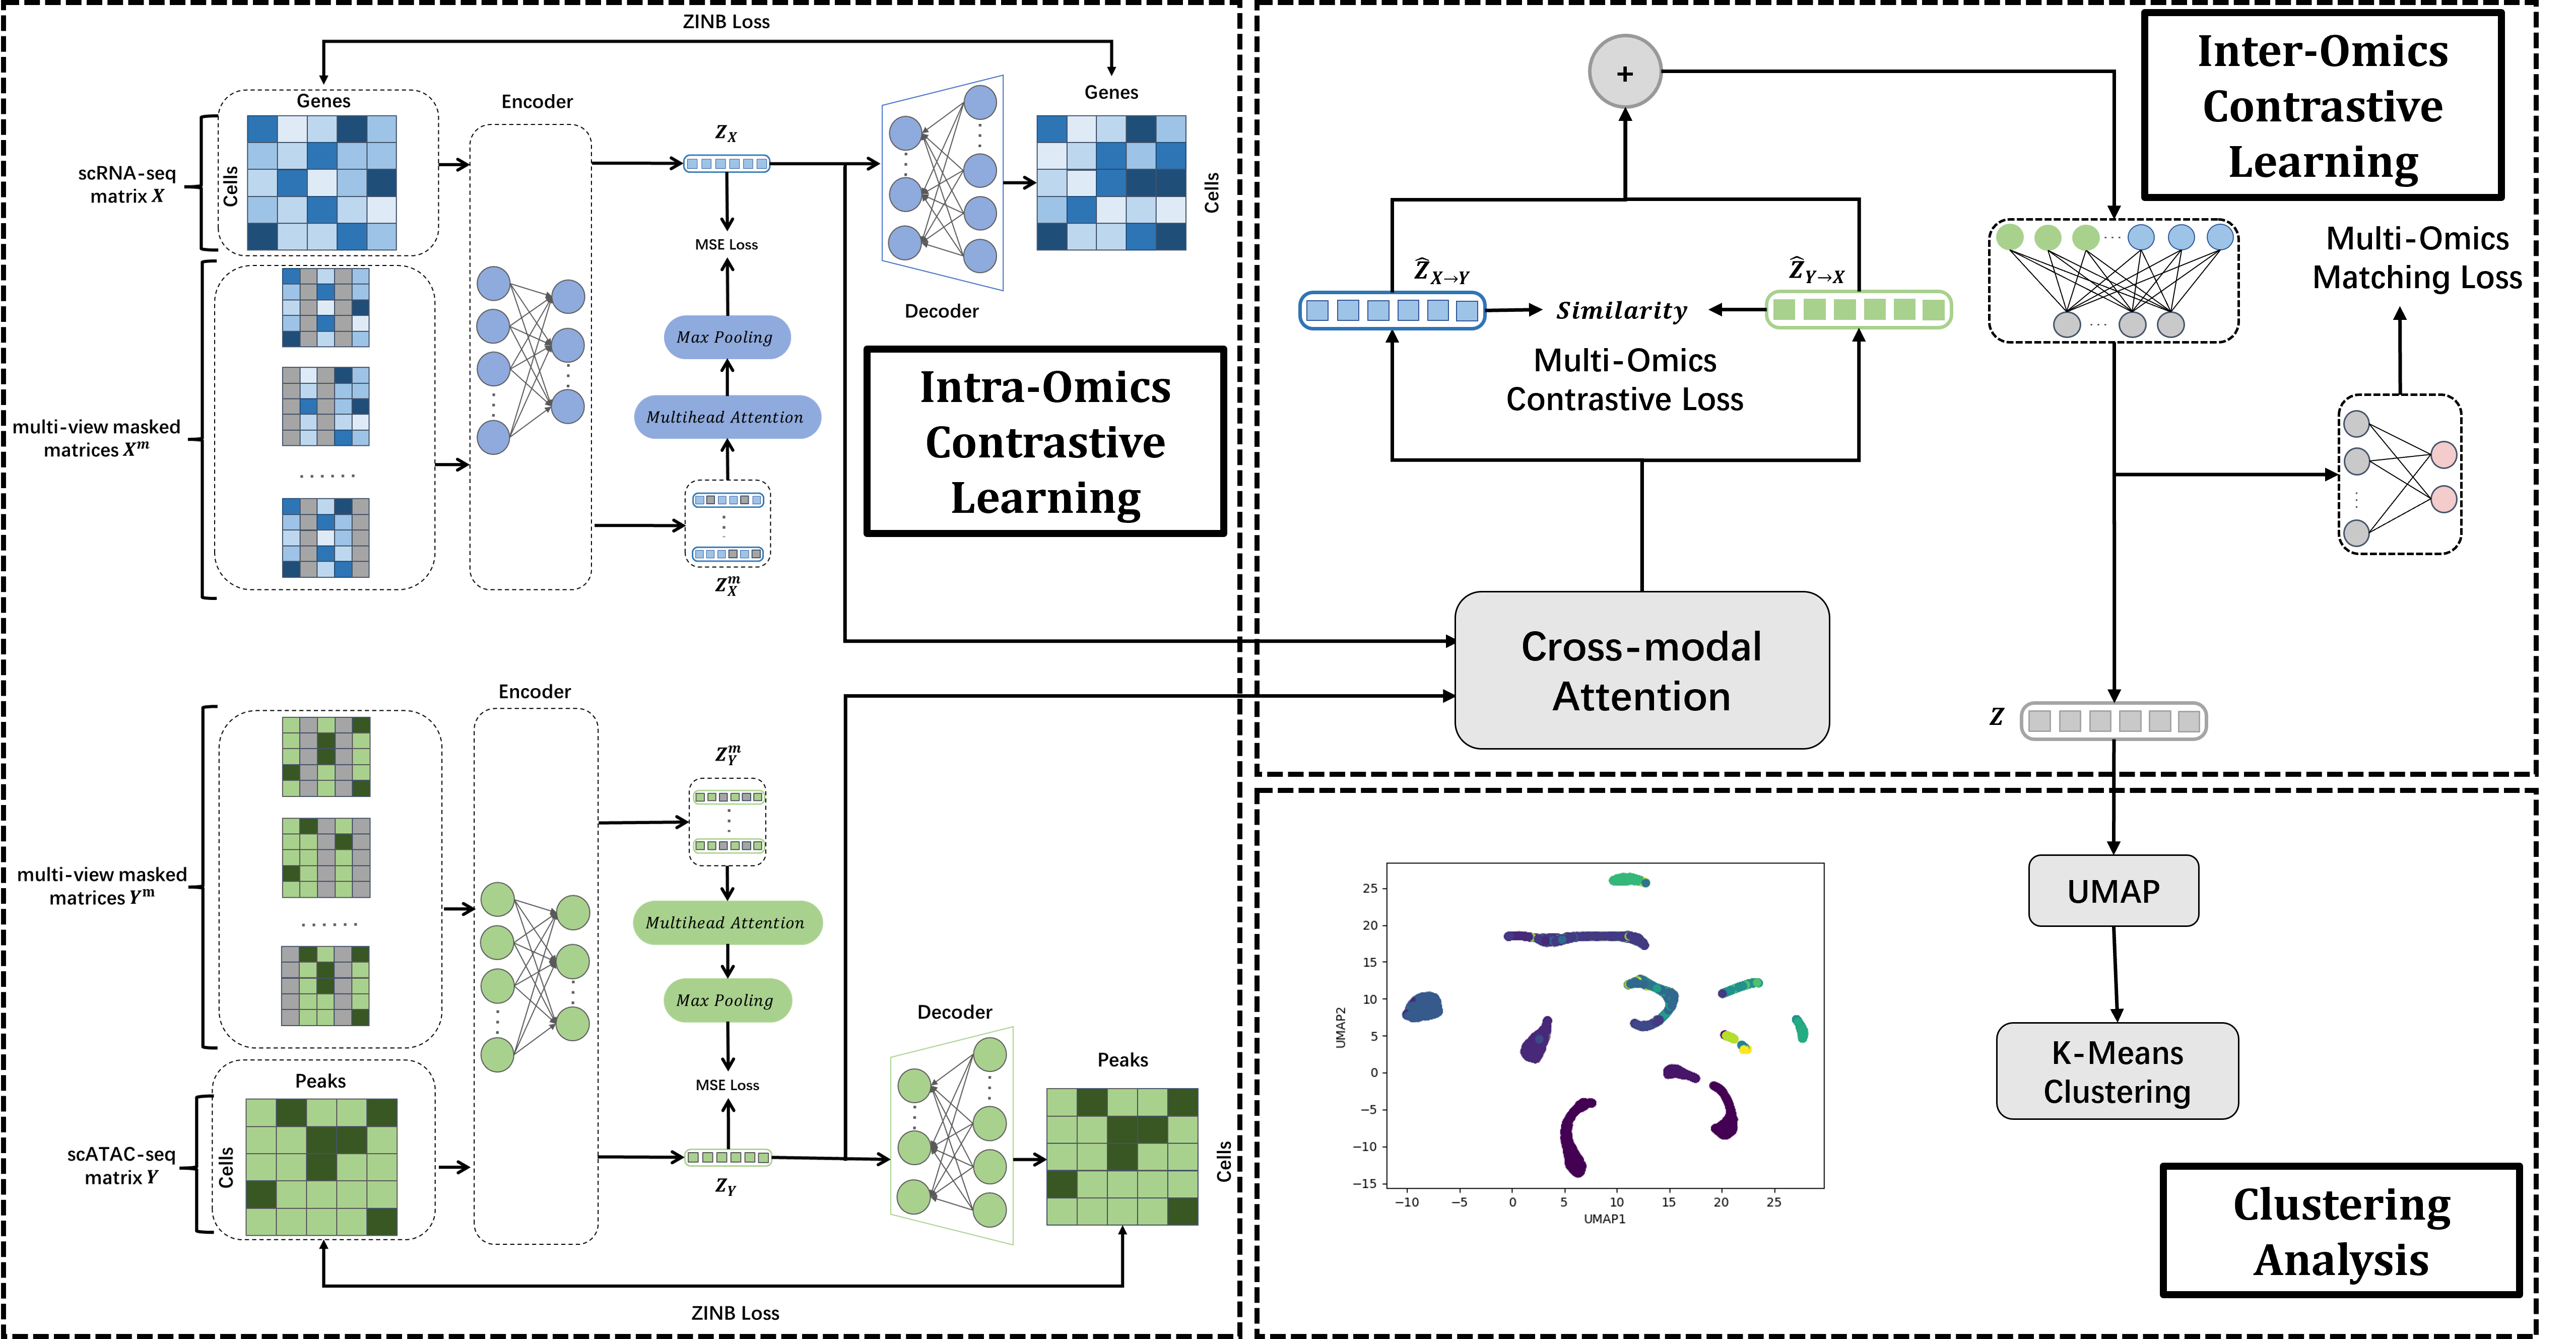 ZINB Loss
Genes
Encoder
Z_X
Genes
scRNA-seq
matrix X
Cells
Cells
MSE Loss
Decoder
Max Pooling
Multihead Attention
multi-view masked
matrices X^m
......
Z_X^m
Intra-Omics
Contrastive
Learning
Encoder
Z_Y^m
multi-view masked
matrices Y^m
......
Multihead Attention
Max Pooling
Decoder
MSE Loss
Peaks
Peaks
scATAC-seq
matrix Y
Cells
Cells
Z_Y
ZINB Loss
Inter-Omics
Contrastive
Learning
+
Ẑ_{X→Y}
Ẑ_{Y→X}
Similarity
Multi-Omics
Contrastive Loss
Multi-Omics
Matching Loss
Cross-modal
Attention
Z
UMAP
K-Means
Clustering
25
20
15
10
5
0
−5
−10
−15
UMAP2
−10
−5
0
5
10
15
20
25
UMAP1
Clustering
Analysis